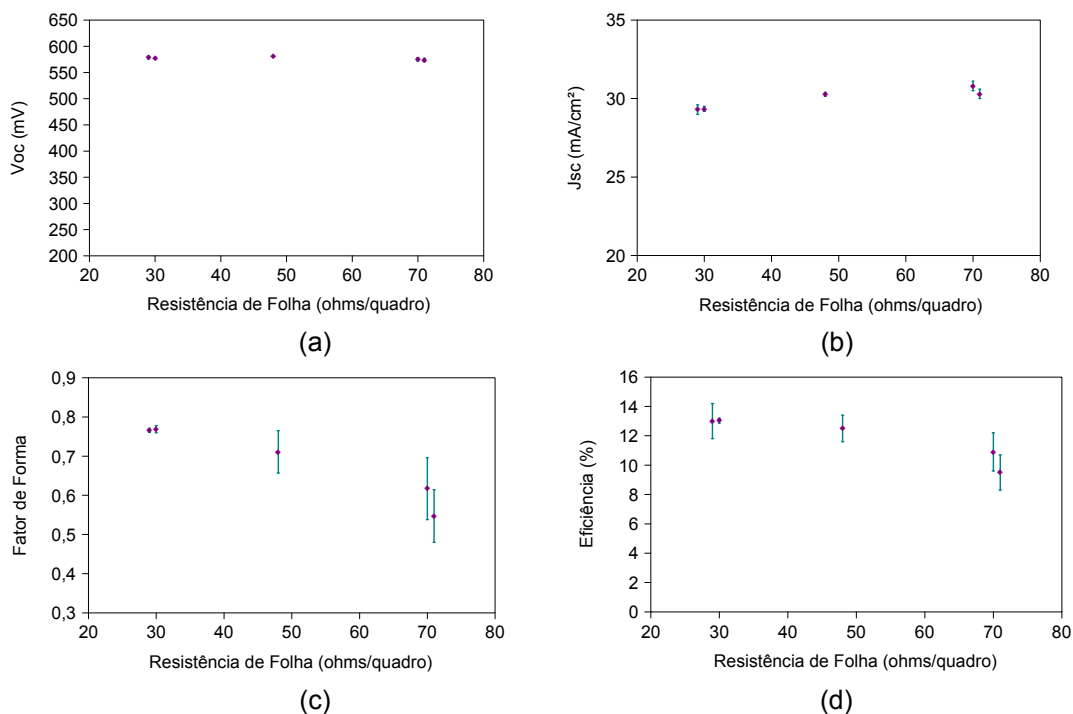 650
600
550
500
450
400
350
300
250
200
Voc (mV)
20 30 40 50 60 70 80
Resistência de Folha (ohms/quadro)
(a)
35
30
25
20
Jsc (mA/cm²)
20 30 40 50 60 70 80
Resistência de Folha (ohms/quadro)
(b)
0,9
0,8
0,7
0,6
0,5
0,4
0,3
Fator de Forma
20 30 40 50 60 70 80
Resistência de Folha (ohms/quadro)
(c)
16
14
12
10
8
6
4
2
0
Eficiência (%)
20 30 40 50 60 70 80
Resistência de Folha (ohms/quadro)
(d)